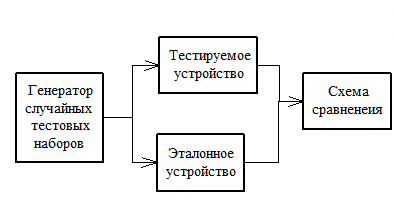 Генератор
случайных
тестовых
наборов
Тестируемое
устройство
Эталонное
устройство
Схема
сравненеия